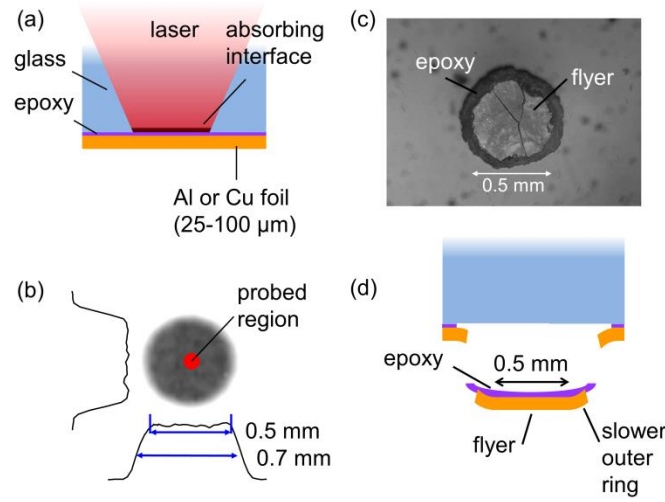 (a)
laser
absorbing
interface
glass
epoxy
Al or Cu foil
(25-100 µm)
(b)
probed
region
0.5 mm
0.7 mm
(c)
epoxy
flyer
0.5 mm
(d)
epoxy
0.5 mm
flyer
slower
outer
ring